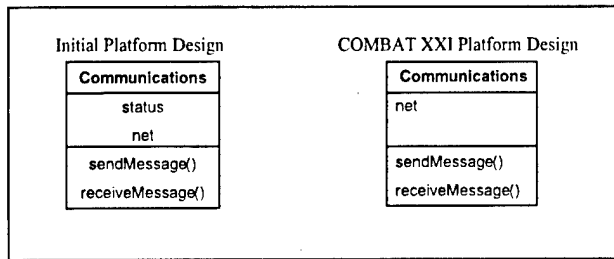 Initial Platform Design
Communications
status
net
sendMessage()
receiveMessage()
COMBAT XXI Platform Design
Communications
net
sendMessage()
receiveMessage()